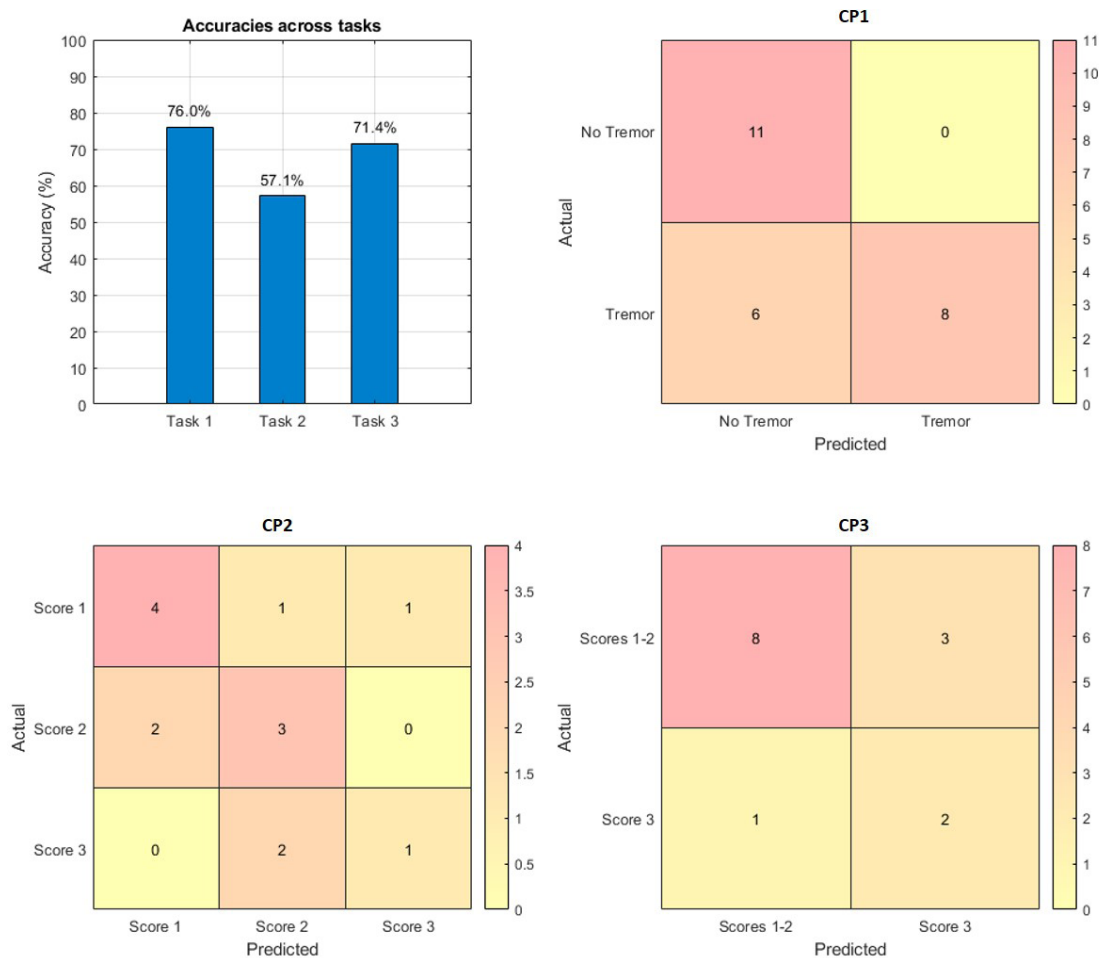 Accuracies across tasks
100
90
80
70
60
50
40
30
20
10
0
Accuracy (%)
76.0%
57.1%
71.4%
Task 1 Task 2 Task 3
CP1
Actual
No Tremor
Tremor
11 0
6 8
No Tremor Tremor
Predicted
11
10
9
8
7
6
5
4
3
2
1
0
CP2
Actual
Score 1
Score 2
Score 3
4 1 1
2 3 0
0 2 1
Score 1 Score 2 Score 3
Predicted
4
3.5
3
2.5
2
1.5
1
0.5
0
CP3
Actual
Scores 1-2
Score 3
8 3
1 2
Scores 1-2 Score 3
Predicted
8
7
6
5
4
3
2
1
0